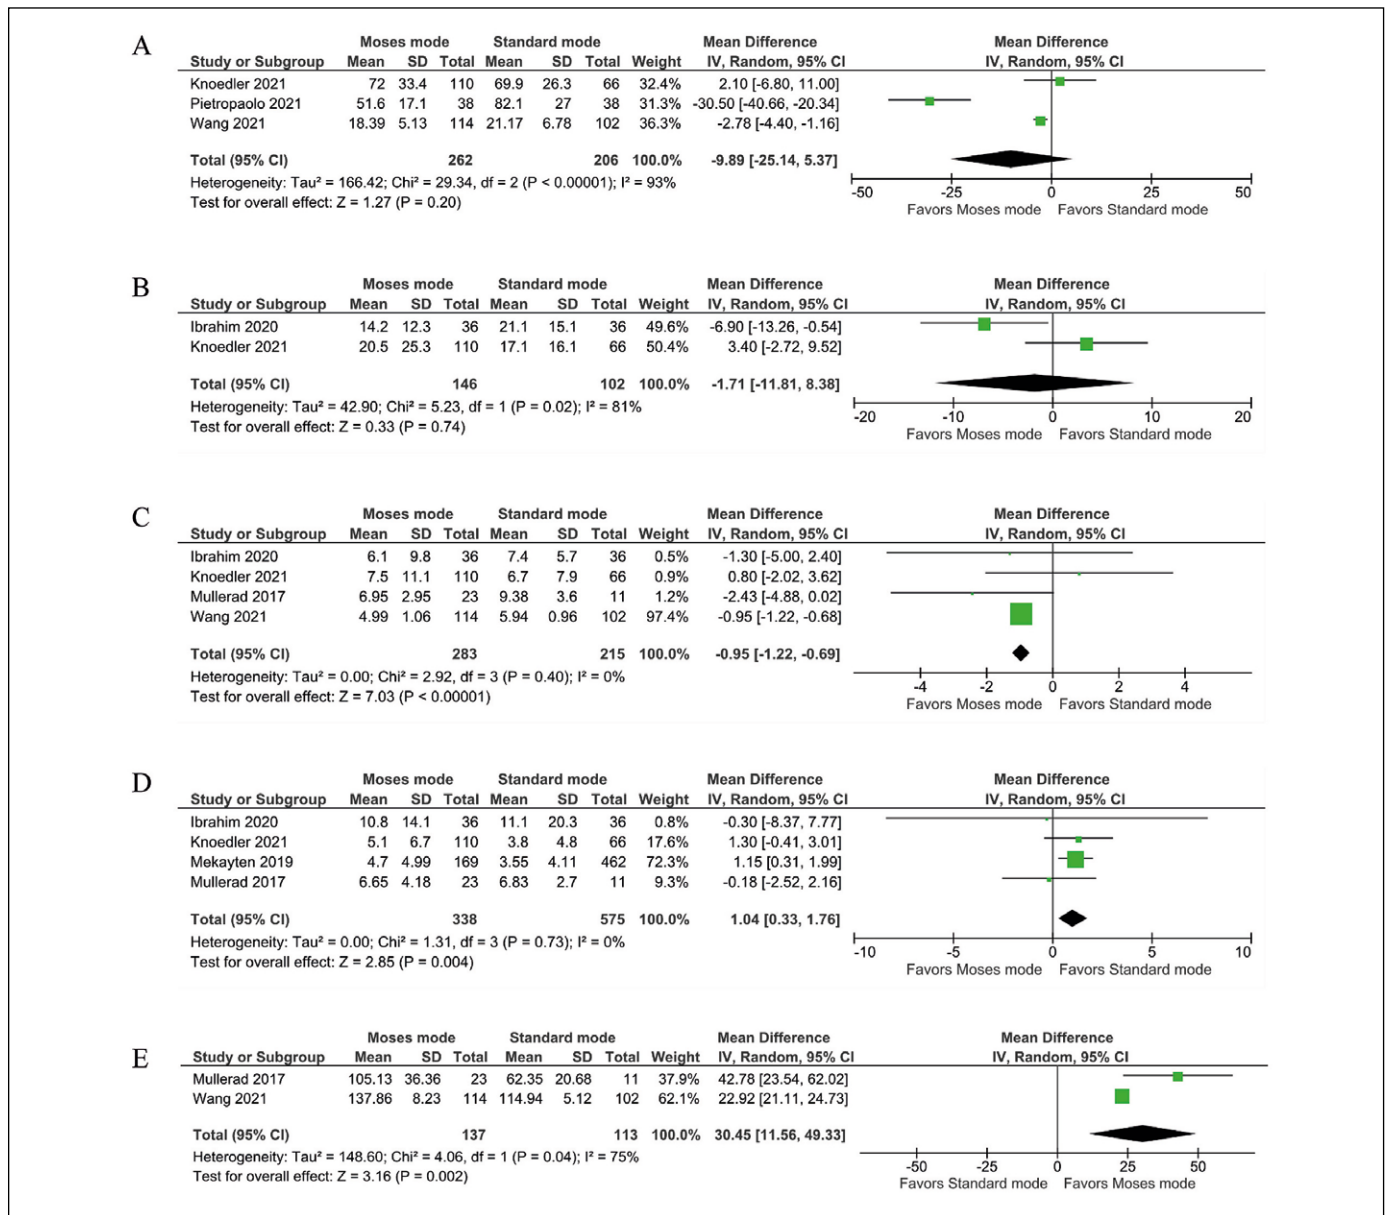 A
Moses mode Standard mode Mean Difference Mean Difference
Study or Subgroup Mean SD Total Mean SD Total Weight IV, Random, 95% CI IV, Random, 95% CI
Knoedler 2021 72 33.4 110 69.9 26.3 66 32.4% 2.10 [-6.80, 11.00]
Pietropaolo 2021 51.6 17.1 38 82.1 27 38 31.3% -30.50 [-40.66, -20.34]
Wang 2021 18.39 5.13 114 21.17 6.78 102 36.3% -2.78 [-4.40, -1.16]
Total (95% CI) 262 206 100.0% -9.89 [-25.14, 5.37]
Heterogeneity: Tau² = 166.42; Chi² = 29.34, df = 2 (P < 0.00001); I² = 93%
Test for overall effect: Z = 1.27 (P = 0.20)
-50 -25 0 25 50
Favors Moses mode Favors Standard mode
B
Moses mode Standard mode Mean Difference Mean Difference
Study or Subgroup Mean SD Total Mean SD Total Weight IV, Random, 95% CI IV, Random, 95% CI
Ibrahim 2020 14.2 12.3 36 21.1 15.1 36 49.6% -6.90 [-13.26, -0.54]
Knoedler 2021 20.5 25.3 110 17.1 16.1 66 50.4% 3.40 [-2.72, 9.52]
Total (95% CI) 146 102 100.0% -1.71 [-11.81, 8.38]
Heterogeneity: Tau² = 42.90; Chi² = 5.23, df = 1 (P = 0.02); I² = 81%
Test for overall effect: Z = 0.33 (P = 0.74)
-20 -10 0 10 20
Favors Moses mode Favors Standard mode
C
Moses mode Standard mode Mean Difference Mean Difference
Study or Subgroup Mean SD Total Mean SD Total Weight IV, Random, 95% CI IV, Random, 95% CI
Ibrahim 2020 6.1 9.8 36 7.4 5.7 36 0.5% -1.30 [-5.00, 2.40]
Knoedler 2021 7.5 11.1 110 6.7 7.9 66 0.9% 0.80 [-2.02, 3.62]
Mullerad 2017 6.95 2.95 23 9.38 3.6 11 1.2% -2.43 [-4.88, 0.02]
Wang 2021 4.99 1.06 114 5.94 0.96 102 97.4% -0.95 [-1.22, -0.68]
Total (95% CI) 283 215 100.0% -0.95 [-1.22, -0.69]
Heterogeneity: Tau² = 0.00; Chi² = 2.92, df = 3 (P = 0.40); I² = 0%
Test for overall effect: Z = 7.03 (P < 0.00001)
-4 -2 0 2 4
Favors Moses mode Favors Standard mode
D
Moses mode Standard mode Mean Difference Mean Difference
Study or Subgroup Mean SD Total Mean SD Total Weight IV, Random, 95% CI IV, Random, 95% CI
Ibrahim 2020 10.8 14.1 36 11.1 20.3 36 0.8% -0.30 [-8.37, 7.77]
Knoedler 2021 5.1 6.7 110 3.8 4.8 66 17.6% 1.30 [-0.41, 3.01]
Mekayten 2019 4.7 4.99 169 3.55 4.11 462 72.3% 1.15 [0.31, 1.99]
Mullerad 2017 6.65 4.18 23 6.83 2.7 11 9.3% -0.18 [-2.52, 2.16]
Total (95% CI) 338 575 100.0% 1.04 [0.33, 1.76]
Heterogeneity: Tau² = 0.00; Chi² = 1.31, df = 3 (P = 0.73); I² = 0%
Test for overall effect: Z = 2.85 (P = 0.004)
-10 -5 0 5 10
Favors Moses mode Favors Standard mode
E
Moses mode Standard mode Mean Difference Mean Difference
Study or Subgroup Mean SD Total Mean SD Total Weight IV, Random, 95% CI IV, Random, 95% CI
Mullerad 2017 105.13 36.36 23 62.35 20.68 11 37.9% 42.78 [23.54, 62.02]
Wang 2021 137.86 8.23 114 114.94 5.12 102 62.1% 22.92 [21.11, 24.73]
Total (95% CI) 137 113 100.0% 30.45 [11.56, 49.33]
Heterogeneity: Tau² = 148.60; Chi² = 4.06, df = 1 (P = 0.04); I² = 75%
Test for overall effect: Z = 3.16 (P = 0.002)
-50 -25 0 25 50
Favors Standard mode Favors Moses mode